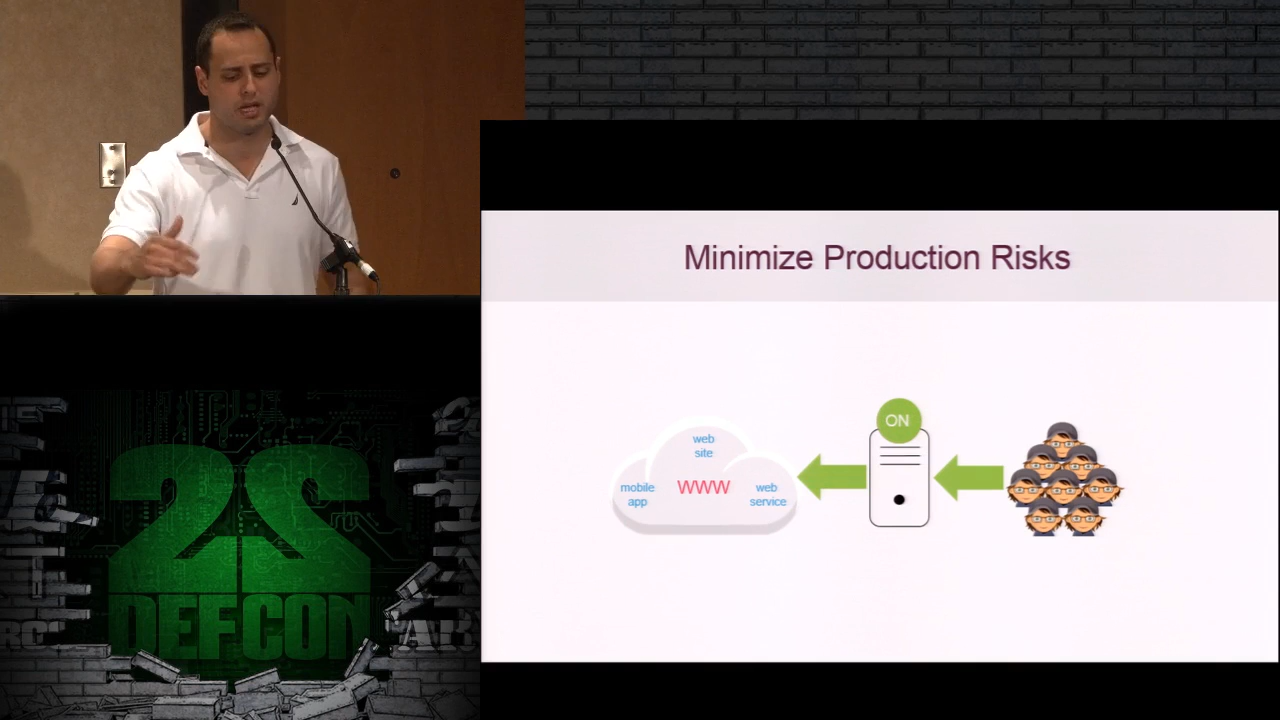 Minimize Production Risks
ON
web
site
mobile
app
WWW
web
service
22
DEFCON